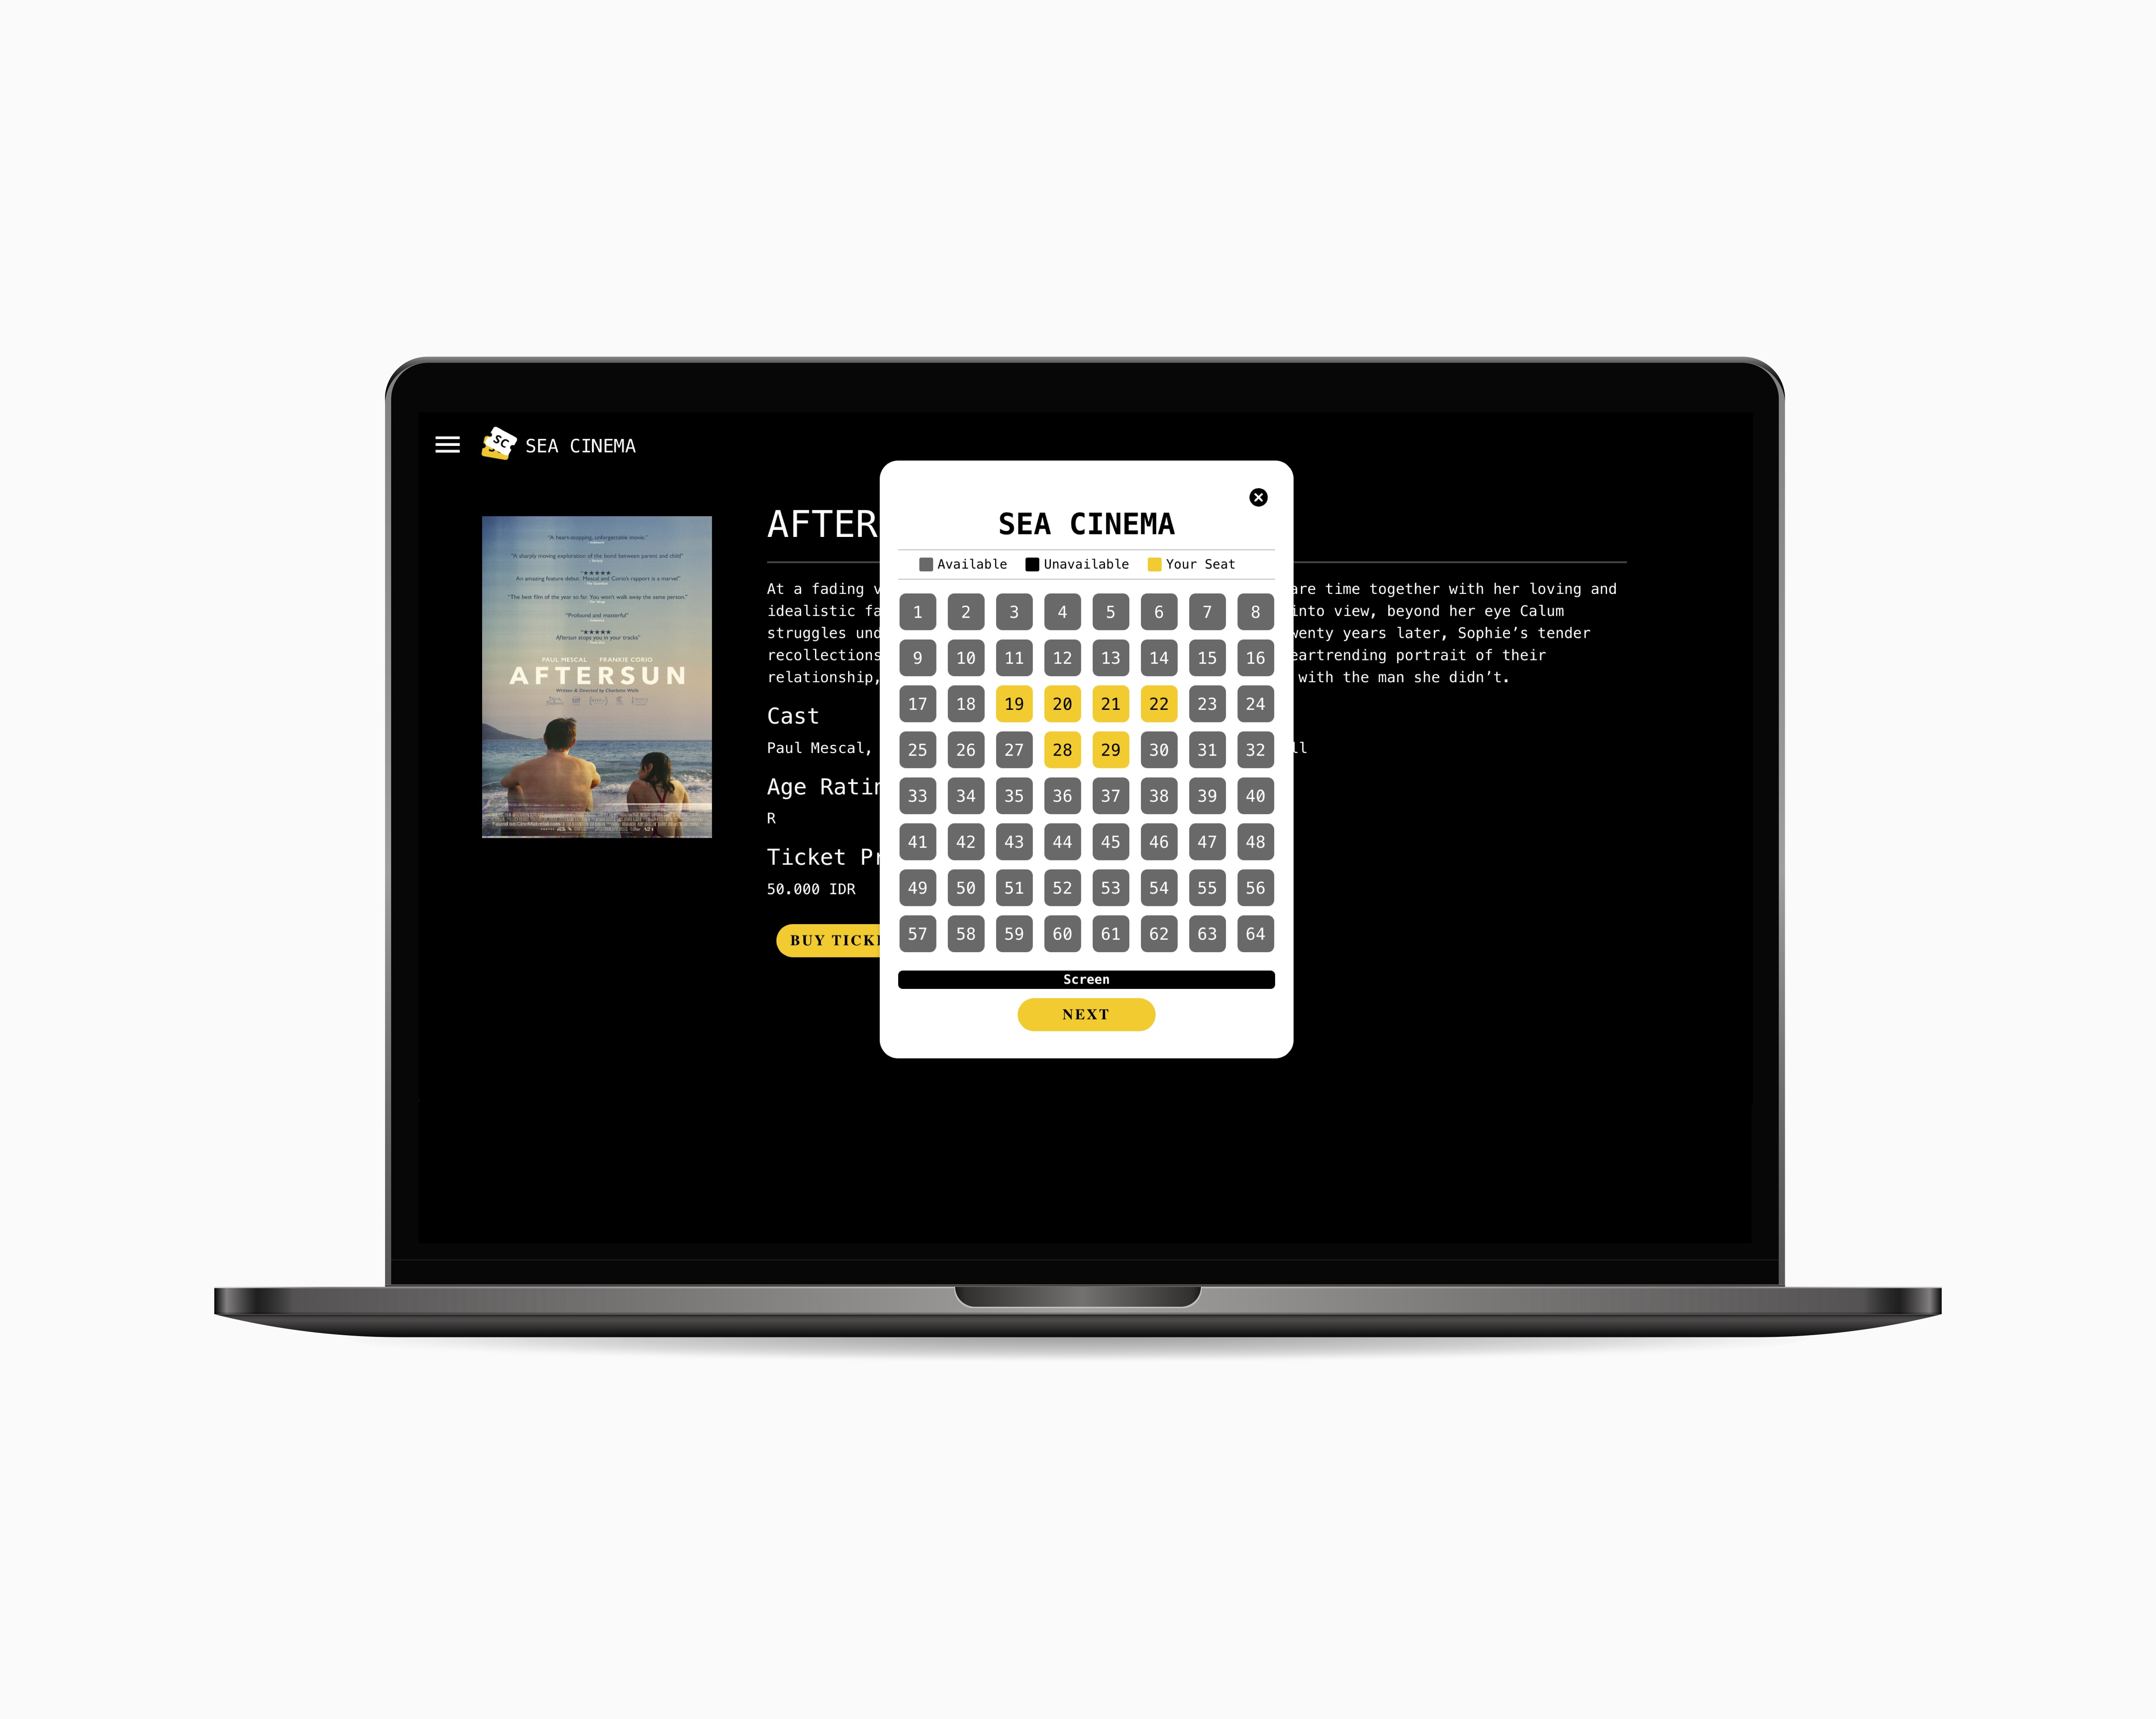 SC
SEA CINEMA
AFTER
At a fading v
idealistic fa
struggles und
recollections
relationship,
are time together with her loving and
into view, beyond her eye Calum
wenty years later, Sophie's tender
eartrending portrait of their
with the man she didn't.
Cast
Paul Mescal,
ll
Age Ratin
R
Ticket Pr
50.000 IDR
BUY TICKE
"A heart-stopping, unforgettable movie."
"A sharply moving exploration of the bond between parent and child"
"★★★★★
An amazing feature debut. Mescal and Corio's rapport is a marvel"
"The best film of the year so far. You won't walk away the same person."
"Profound and masterful"
"★★★★★
Aftersun stops you in your tracks"
PAUL MESCAL FRANKIE CORIO
AFTERSUN
Written & Directed by Charlotte Wells
SEA CINEMA
Available Unavailable Your Seat
1 2 3 4 5 6 7 8
9 10 11 12 13 14 15 16
17 18 19 20 21 22 23 24
25 26 27 28 29 30 31 32
33 34 35 36 37 38 39 40
41 42 43 44 45 46 47 48
49 50 51 52 53 54 55 56
57 58 59 60 61 62 63 64
Screen
NEXT